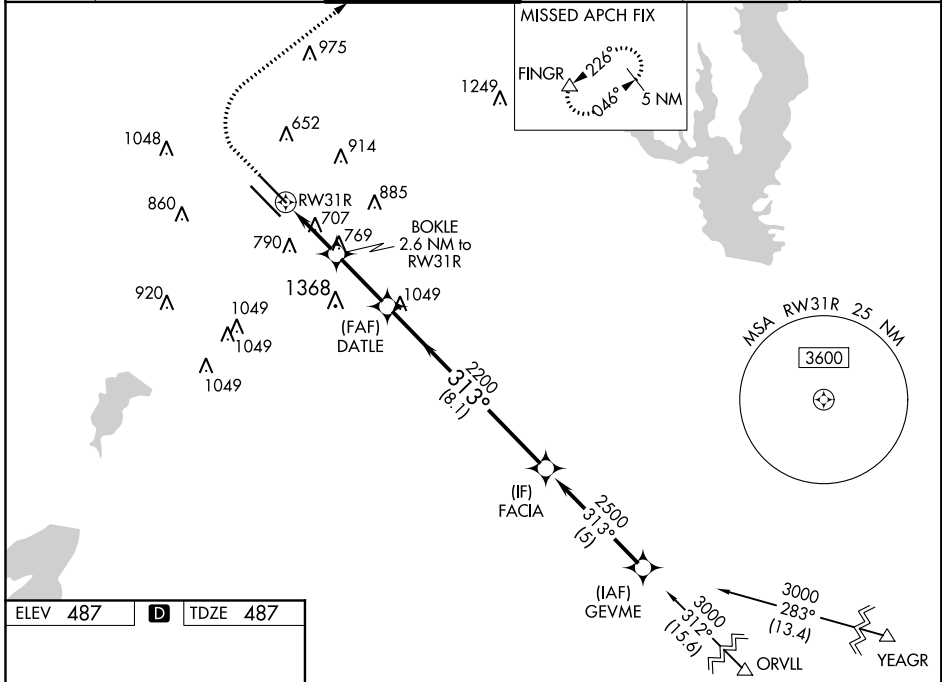 MISSED APCH FIX
FINGR
226°
046°
5 NM
975
1249
652
1048
914
885
860
RW31R
707
769
790
BOKLE
2.6 NM to
RW31R
1368
1049
920
1049
1049
1049
(FAF)
DATLE
2200
313°
(8.1)
MSA RW31R 25 NM
3600
(IF)
FACIA
2500
313°
(5)
(IAF)
GEVME
3000
283°
(13.4)
YEAGR
3000
312°
(15.6)
ORVLL
ELEV 487
D
TDZE 487